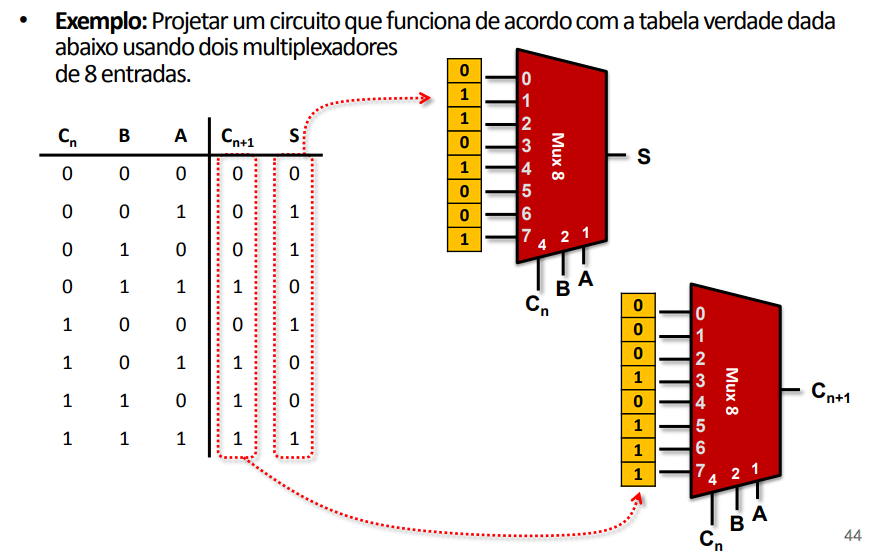 • Exemplo: Projetar um circuito que funciona de acordo com a tabela verdade dada
abaixo usando dois multiplexadores
de 8 entradas.
Cn B A Cn+1 S
0 0 0 0 0
0 0 1 0 1
0 1 0 0 1
0 1 1 1 0
1 0 0 0 1
1 0 1 1 0
1 1 0 1 0
1 1 1 1 1
0 0
1 1
1 2
0 3
1 4
0 5
0 6
1 7
Mux 8
4 2 1
S
Cn B A
0 0
0 1
0 2
1 3
0 4
1 5
1 6
1 7
Mux 8
4 2 1
Cn+1
Cn B A
44